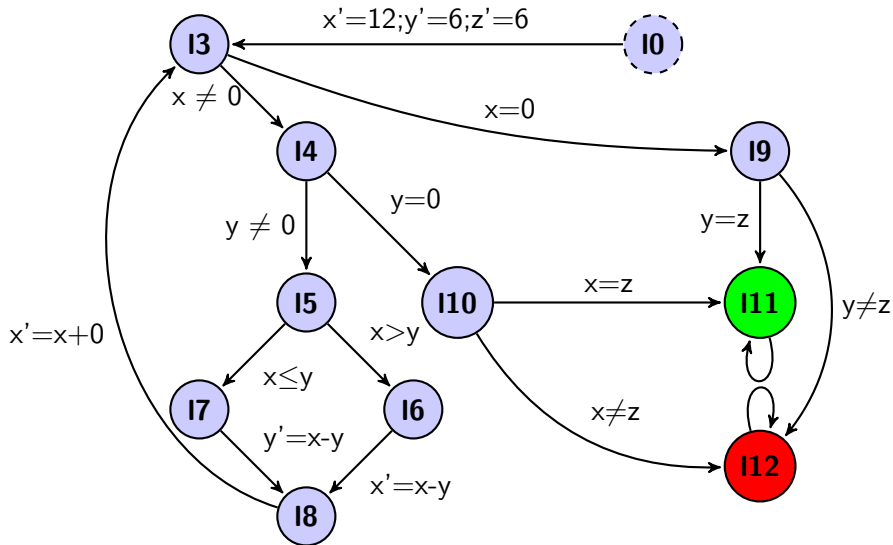 x'=12;y'=6;z'=6
l3
l0
x ≠ 0
x=0
l4
l9
y=0
y ≠ 0
y=z
l5
l10
x=z
l11
x>y
y≠z
x'=x+0
x≤y
l7
l6
x≠z
y'=x-y
l12
x'=x-y
l8